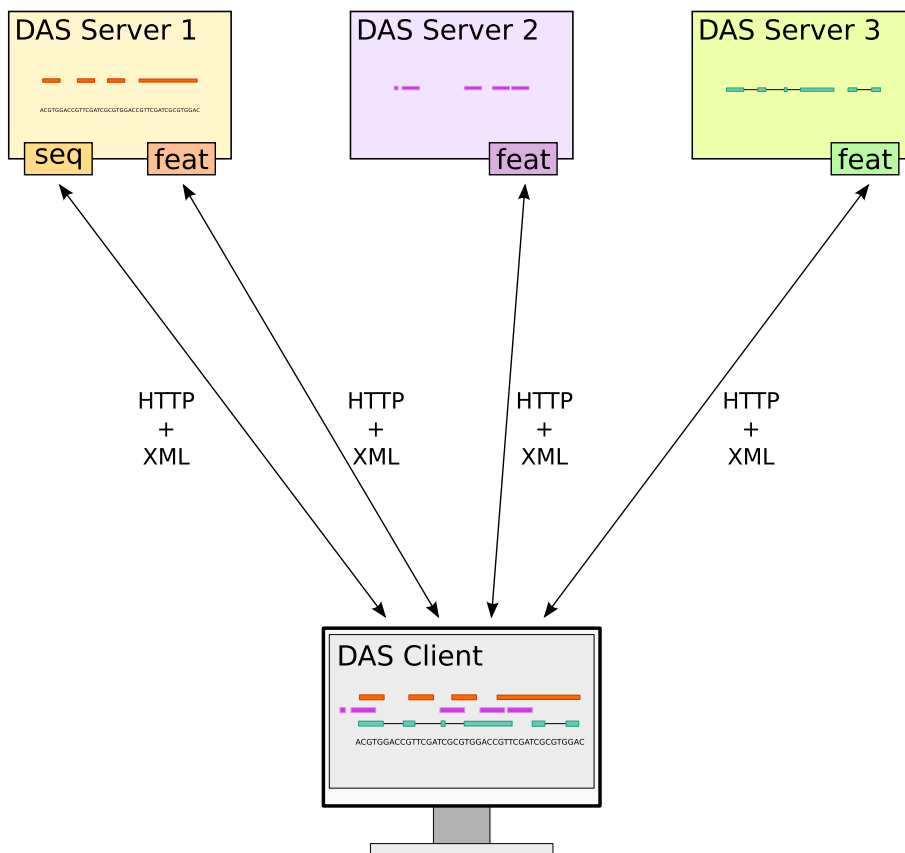 DAS Server 1
DAS Server 2
DAS Server 3
ACGTGGACCGTTCGATCGCGTGGACCGTTCGATCGCGTGGAC
seq
feat
feat
feat
HTTP
+
XML
HTTP
+
XML
HTTP
+
XML
HTTP
+
XML
DAS Client
ACGTGGACCGTTCGATCGCGTGGACCGTTCGATCGCGTGGAC